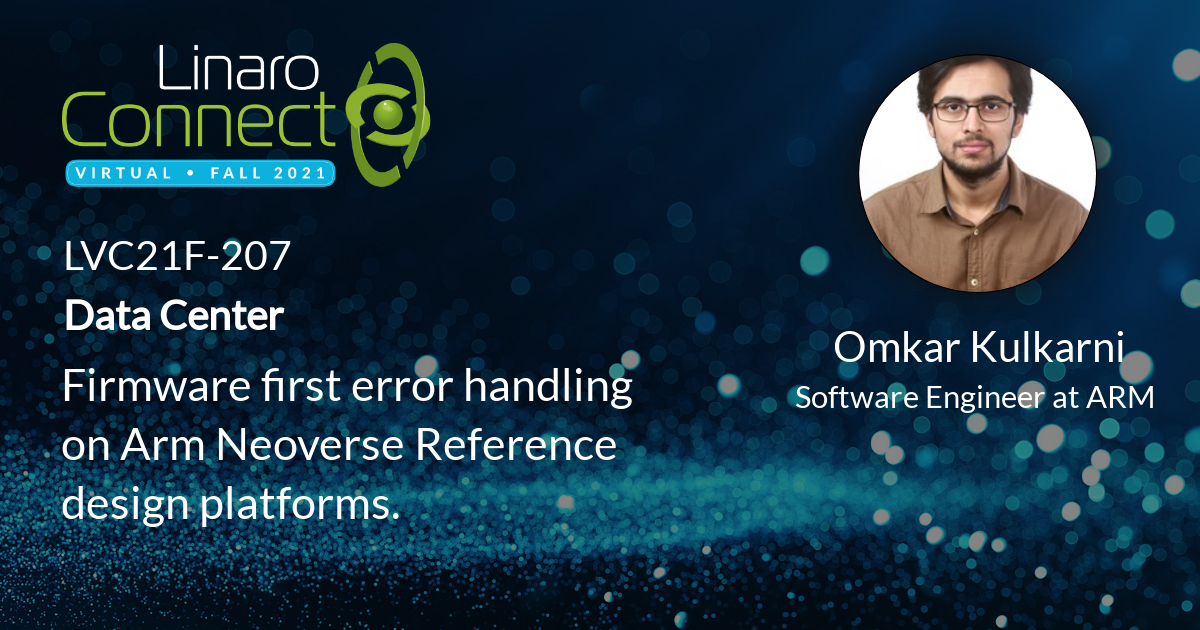 Linaro
Connect
VIRTUAL • FALL 2021
LVC21F-207
Data Center
Firmware first error handling
on Arm Neoverse Reference
design platforms.
Omkar Kulkarni
Software Engineer at ARM